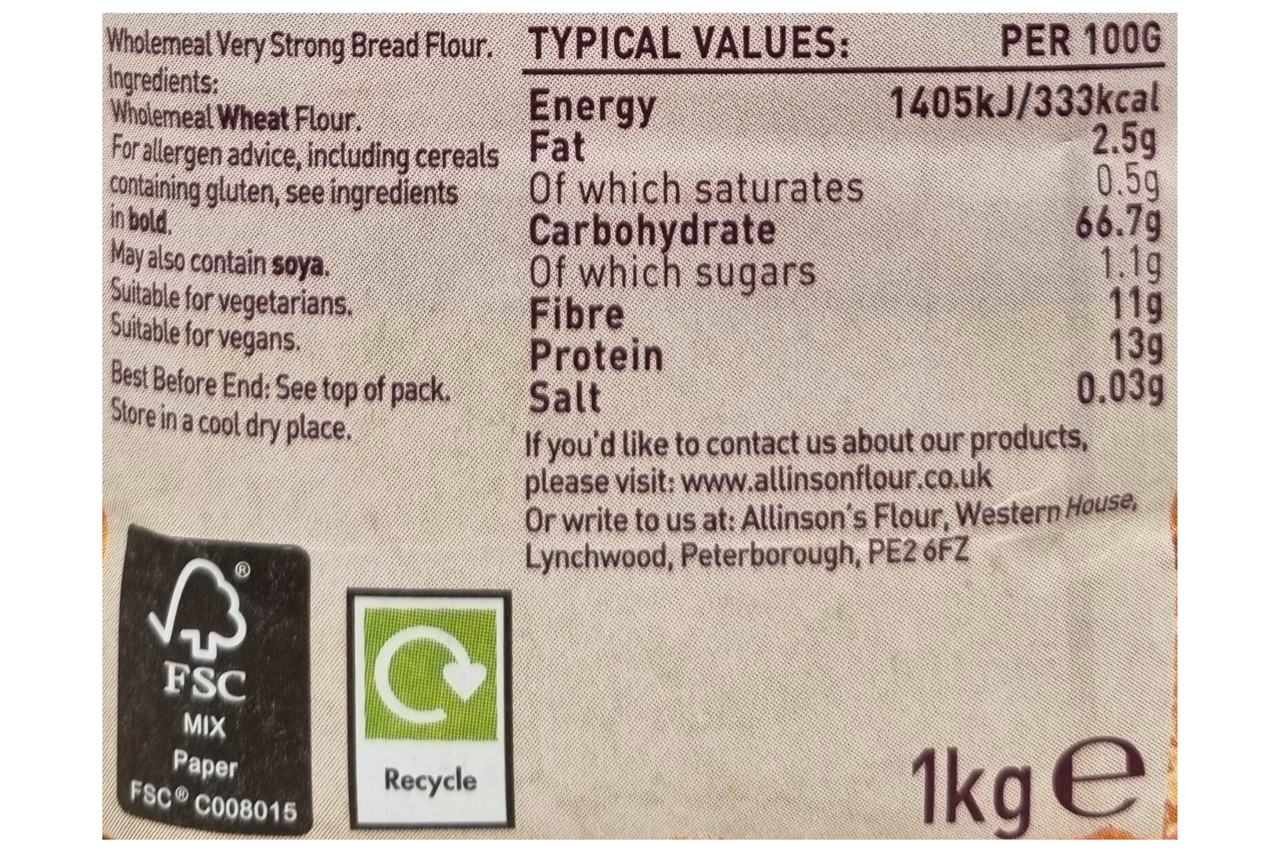 Wholemeal Very Strong Bread Flour.
Ingredients:
Wholemeal Wheat Flour.
For allergen advice, including cereals
containing gluten, see ingredients
in bold.
May also contain soya.
Suitable for vegetarians.
Suitable for vegans.
Best Before End: See top of pack.
Store in a cool dry place.
TYPICAL VALUES: PER 100G
Energy 1405kJ/333kcal
Fat 2.5g
Of which saturates 0.5g
Carbohydrate 66.7g
Of which sugars 1.1g
Fibre 11g
Protein 13g
Salt 0.03g
If you'd like to contact us about our products,
please visit: www.allinsonflour.co.uk
Or write to us at: Allinson's Flour, Western House,
Lynchwood, Peterborough, PE2 6FZ
®
FSC
MIX
Paper
FSC® C008015
Recycle
1kg e